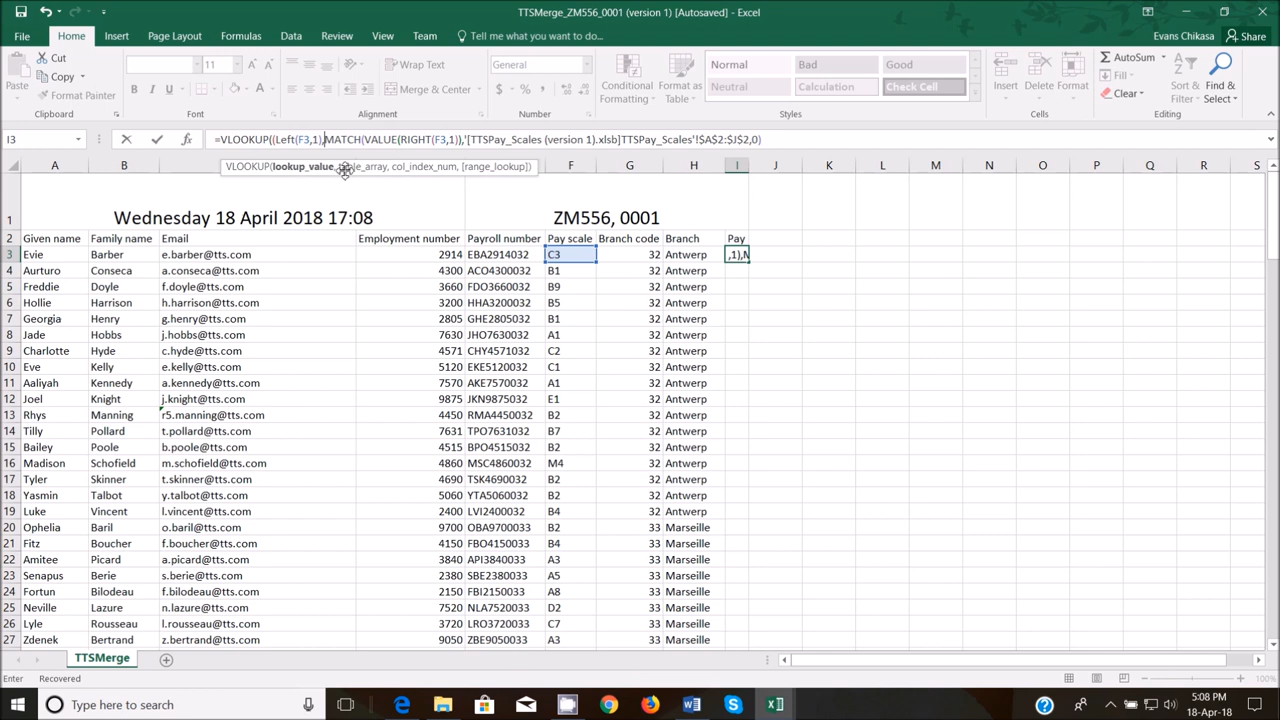 TTSMerge_ZM556_0001 (version 1) [Autosaved] - Excel
File Home Insert Page Layout Formulas Data Review View Team Tell me what you want to do... Evans Chikasa Share
Cut
Copy
Format Painter
Paste
11 A A
B I U
Wrap Text
Merge & Center
General
$ % ,
Conditional Formatting Format as Table
Normal Bad Good
Neutral Calculation Check Cell
Insert Delete Format
AutoSum
Fill
Clear
Sort & Filter Find & Select
Clipboard Font Alignment Number Styles Cells Editing
I3 fx =VLOOKUP((Left(F3,1),MATCH(VALUE(RIGHT(F3,1)),'[TTSPay_Scales (version 1).xlsb]TTSPay_Scales'!$A$2:$J$2,0)
VLOOKUP(lookup_value, table_array, col_index_num, [range_lookup])
A B C D E F G H I J K L M N O P Q R S
1 Wednesday 18 April 2018 17:08 ZM556, 0001
2 Given name Family name Email Employment number Payroll number Pay scale Branch code Branch Pay
3 Evie Barber e.barber@tts.com 2914 EBA2914032 C3 32 Antwerp ,1),M
4 Aurturo Conseca a.conseca@tts.com 4300 ACO4300032 B1 32 Antwerp
5 Freddie Doyle f.doyle@tts.com 3660 FDO3660032 B9 32 Antwerp
6 Hollie Harrison h.harrison@tts.com 3200 HHA3200032 B5 32 Antwerp
7 Georgia Henry g.henry@tts.com 2805 GHE2805032 B1 32 Antwerp
8 Jade Hobbs j.hobbs@tts.com 7630 JHO7630032 A1 32 Antwerp
9 Charlotte Hyde c.hyde@tts.com 4571 CHY4571032 C2 32 Antwerp
10 Eve Kelly e.kelly@tts.com 5120 EKE5120032 C1 32 Antwerp
11 Aaliyah Kennedy a.kennedy@tts.com 7570 AKE7570032 A1 32 Antwerp
12 Joel Knight j.knight@tts.com 9875 JKN9875032 E1 32 Antwerp
13 Rhys Manning r5.manning@tts.com 4450 RMA4450032 B2 32 Antwerp
14 Tilly Pollard t.pollard@tts.com 7631 TPO7631032 B7 32 Antwerp
15 Bailey Poole b.poole@tts.com 4515 BPO4515032 B2 32 Antwerp
16 Madison Schofield m.schofield@tts.com 4860 MSC4860032 M4 32 Antwerp
17 Tyler Skinner t.skinner@tts.com 4690 TSK4690032 B2 32 Antwerp
18 Yasmin Talbot y.talbot@tts.com 5060 YTA5060032 B2 32 Antwerp
19 Luke Vincent l.vincent@tts.com 2400 LVI2400032 B4 32 Antwerp
20 Ophelia Baril o.baril@tts.com 9700 OBA9700033 B2 33 Marseille
21 Fitz Boucher f.boucher@tts.com 4150 FBO4150033 B4 33 Marseille
22 Amitee Picard a.picard@tts.com 3840 API3840033 A3 33 Marseille
23 Senapus Berie s.berie@tts.com 2380 SBE2380033 A5 33 Marseille
24 Fortun Bilodeau f.bilodeau@tts.com 2150 FBI2150033 A8 33 Marseille
25 Neville Lazure n.lazure@tts.com 7520 NLA7520033 D2 33 Marseille
26 Lyle Rousseau l.rousseau@tts.com 3720 LRO3720033 C7 33 Marseille
27 Zdenek Bertrand z.bertrand@tts.com 9050 ZBE9050033 A3 33 Marseille
TTSMerge
Enter Recovered 100%
Type here to search
5:08 PM
18-Apr-18